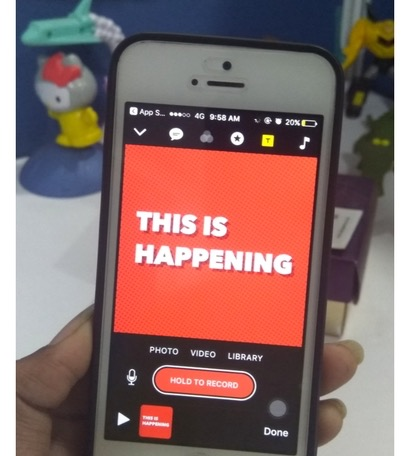 App S... 4G 9:58 AM 20%
T
THIS IS
HAPPENING
PHOTO VIDEO LIBRARY
HOLD TO RECORD
THIS IS
HAPPENING
Done